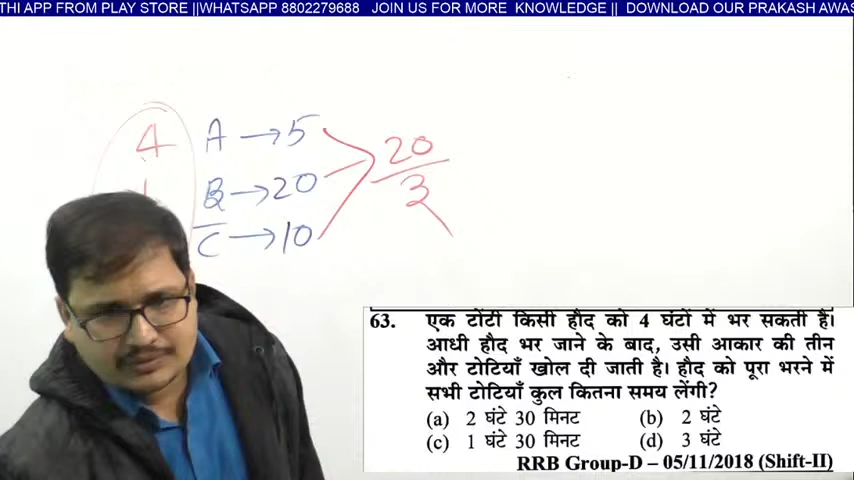 THI APP FROM PLAY STORE ||WHATSAPP 8802279688 JOIN US FOR MORE KNOWLEDGE || DOWNLOAD OUR PRAKASH AWAS
4 A → 5
B → 20
C → 10
20
3
63. एक टोंटी किसी हौद को 4 घंटों में भर सकती है।
आधी हौद भर जाने के बाद, उसी आकार की तीन
और टोटियाँ खोल दी जाती है। हौद को पूरा भरने में
सभी टोटियाँ कुल कितना समय लेंगी?
(a) 2 घंटे 30 मिनट (b) 2 घंटे
(c) 1 घंटे 30 मिनट (d) 3 घंटे
RRB Group-D – 05/11/2018 (Shift-II)